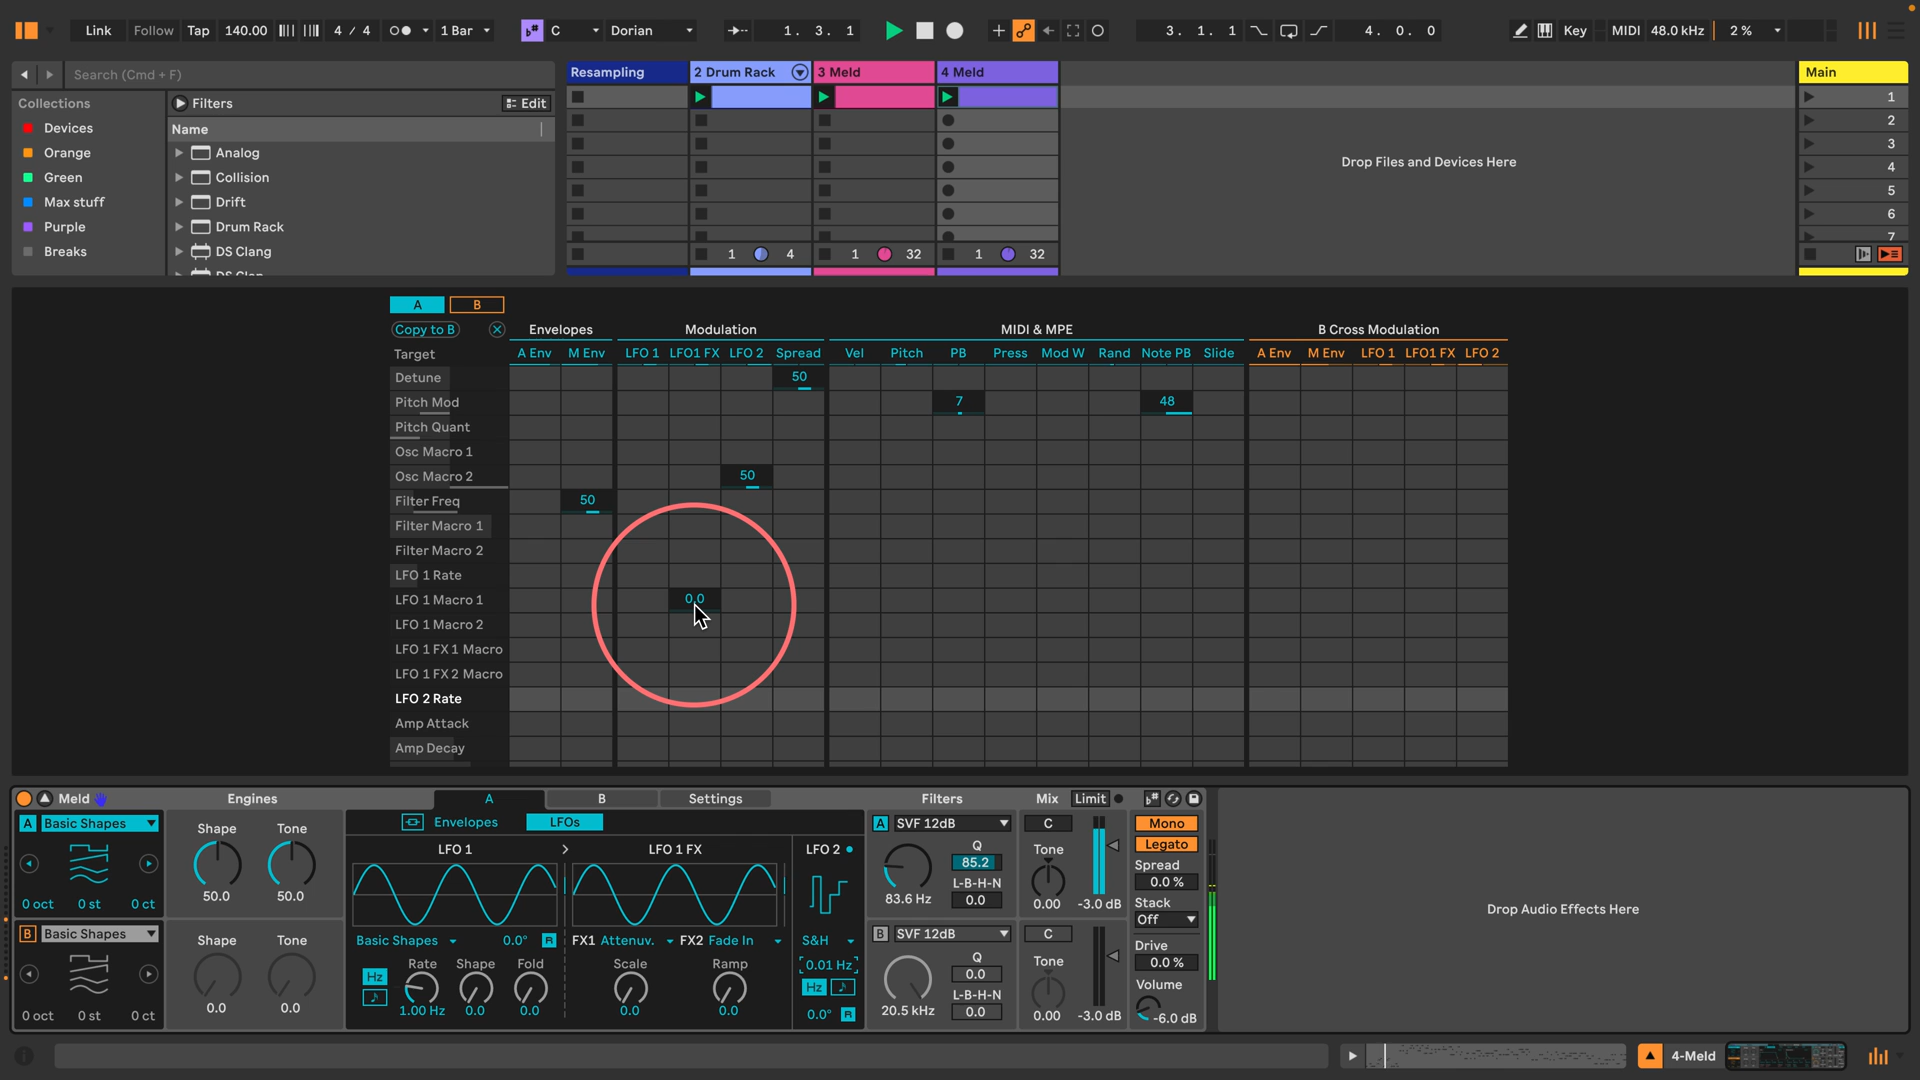 Link Follow Tap 140.00 4 / 4 1 Bar C Dorian 1. 3. 1 3. 1. 1 4. 0. 0 Key MIDI 48.0 kHz 2 %
Search (Cmd + F)
Collections
Devices
Orange
Green
Max stuff
Purple
Breaks
Filters Edit
Name
Analog
Collision
Drift
Drum Rack
DS Clang
DS Clap
Resampling 2 Drum Rack 3 Meld 4 Meld
1 4 1 32 1 32
Drop Files and Devices Here
Main
1
2
3
4
5
6
7
A B
Copy to B Envelopes Modulation MIDI & MPE B Cross Modulation
Target A Env M Env LFO 1 LFO1 FX LFO 2 Spread Vel Pitch PB Press Mod W Rand Note PB Slide A Env M Env LFO 1 LFO1 FX LFO 2
Detune 50
Pitch Mod 7 48
Pitch Quant
Osc Macro 1
Osc Macro 2 50
Filter Freq 50
Filter Macro 1
Filter Macro 2
LFO 1 Rate
LFO 1 Macro 1 0.0
LFO 1 Macro 2
LFO 1 FX 1 Macro
LFO 1 FX 2 Macro
LFO 2 Rate
Amp Attack
Amp Decay
Meld Engines A B Settings Filters Mix Limit
A Basic Shapes
0 oct 0 st 0 ct
Shape Tone
50.0 50.0
B Basic Shapes
0 oct 0 st 0 ct
Shape Tone
0.0 0.0
Envelopes LFOs
LFO 1 LFO 1 FX LFO 2
Basic Shapes 0.0° R FX1 Attenuv. FX2 Fade In S&H
Hz Rate Shape Fold Scale Ramp 0.01 Hz
Hz
1.00 Hz 0.0 0.0 0.0 0.0 0.0° R
A SVF 12dB
Q
85.2
L-B-H-N
83.6 Hz 0.0
B SVF 12dB
Q
0.0
L-B-H-N
20.5 kHz 0.0
C
Tone
0.00 -3.0 dB
C
Tone
0.00 -3.0 dB
Mono
Legato
Spread
0.0 %
Stack
Off
Drive
0.0 %
Volume
-6.0 dB
Drop Audio Effects Here
4-Meld